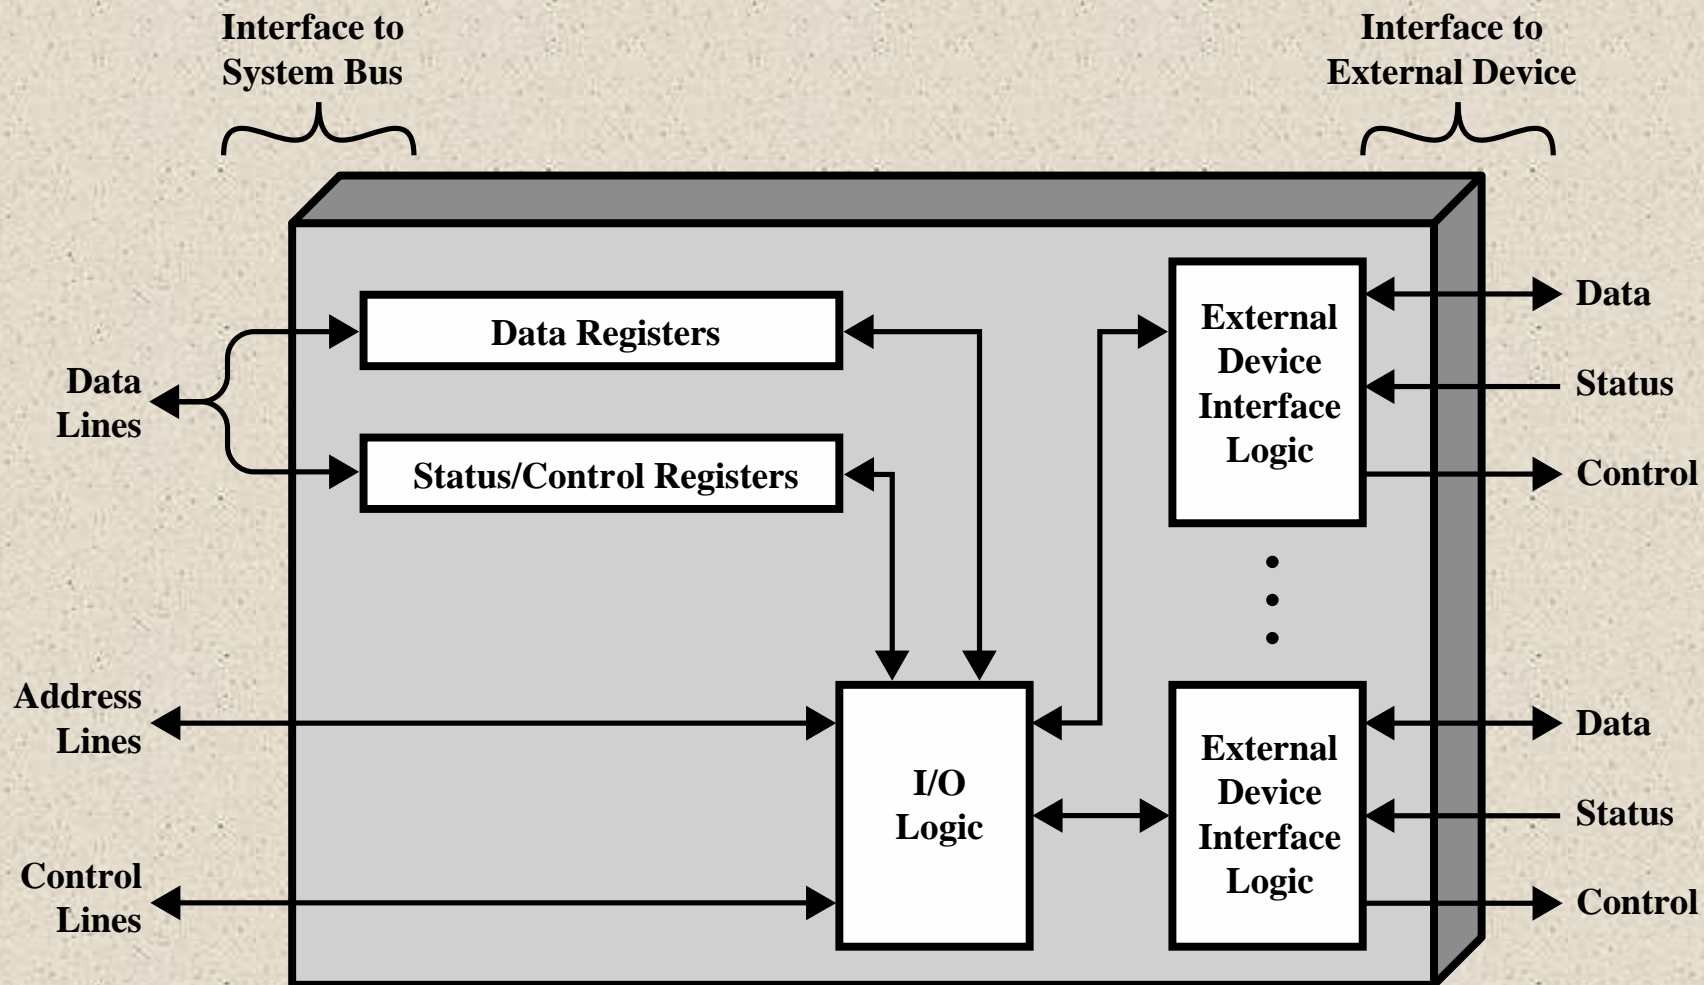 Interface to
System Bus
Interface to
External Device
Data Registers
Status/Control Registers
Data
Lines
Address
Lines
Control
Lines
I/O
Logic
External
Device
Interface
Logic
Data
Status
Control
External
Device
Interface
Logic
Data
Status
Control